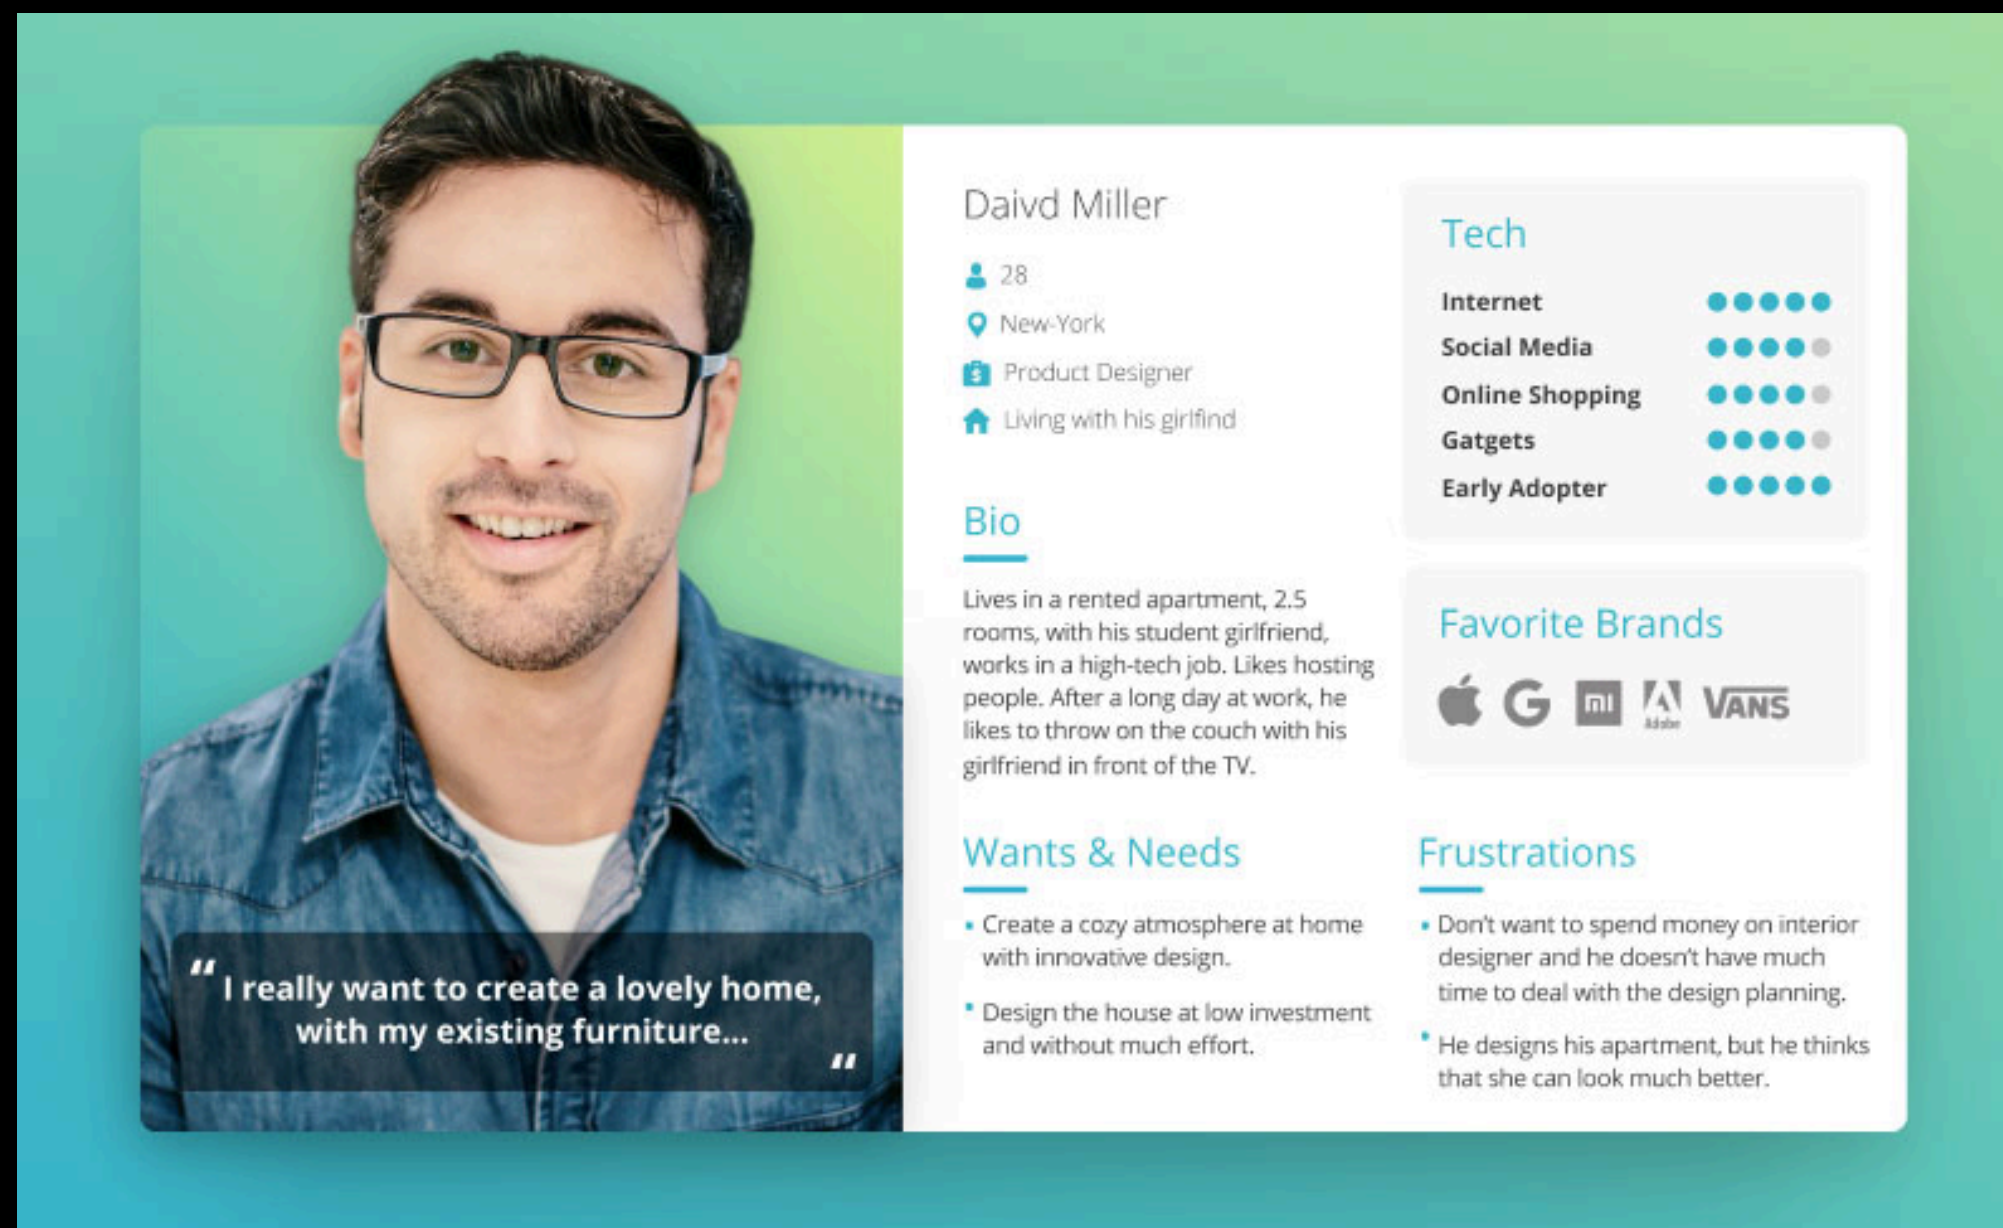 “ I really want to create a lovely home,
with my existing furniture... ”
Daivd Miller
28
New-York
Product Designer
Living with his girlfind
Bio
Lives in a rented apartment, 2.5
rooms, with his student girlfriend,
works in a high-tech job. Likes hosting
people. After a long day at work, he
likes to throw on the couch with his
girlfriend in front of the TV.
Tech
Internet
Social Media
Online Shopping
Gatgets
Early Adopter
Favorite Brands
G
mi
Adobe
VANS
Wants & Needs
▪ Create a cozy atmosphere at home
with innovative design.
▪ Design the house at low investment
and without much effort.
Frustrations
▪ Don't want to spend money on interior
designer and he doesn't have much
time to deal with the design planning.
▪ He designs his apartment, but he thinks
that she can look much better.